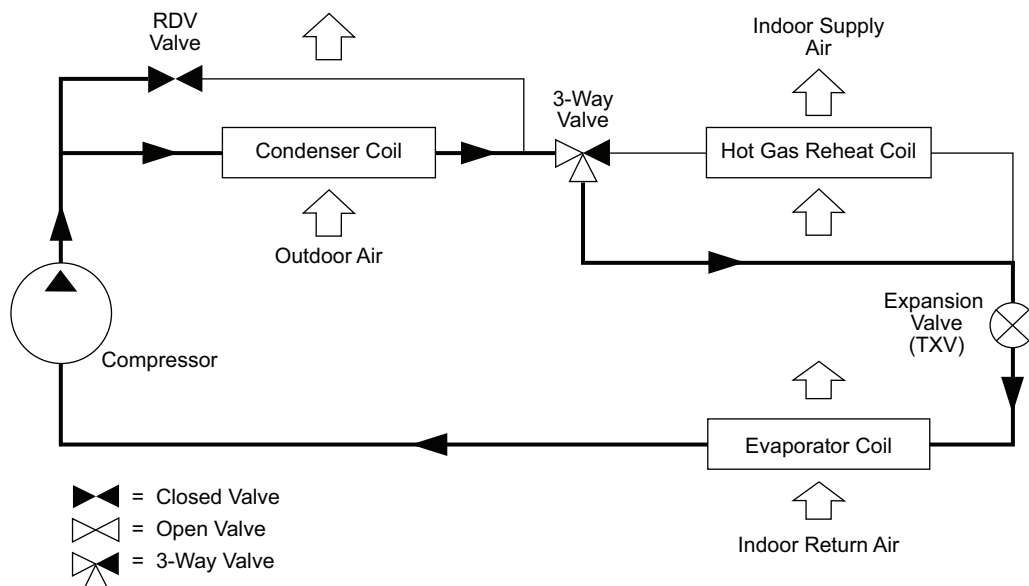 RDV
Valve
Indoor Supply
Air
3-Way
Valve
Condenser Coil
Hot Gas Reheat Coil
Outdoor Air
Expansion
Valve
(TXV)
Compressor
Evaporator Coil
Indoor Return Air
= Closed Valve
= Open Valve
= 3-Way Valve